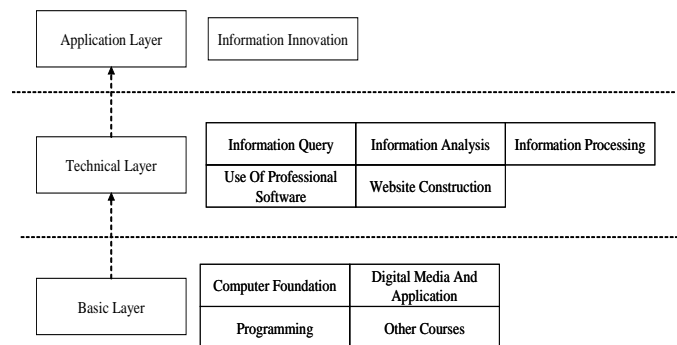 Application Layer
Information Innovation
Technical Layer
Information Query
Information Analysis
Information Processing
Use Of Professional
Software
Website Construction
Basic Layer
Computer Foundation
Digital Media And
Application
Programming
Other Courses